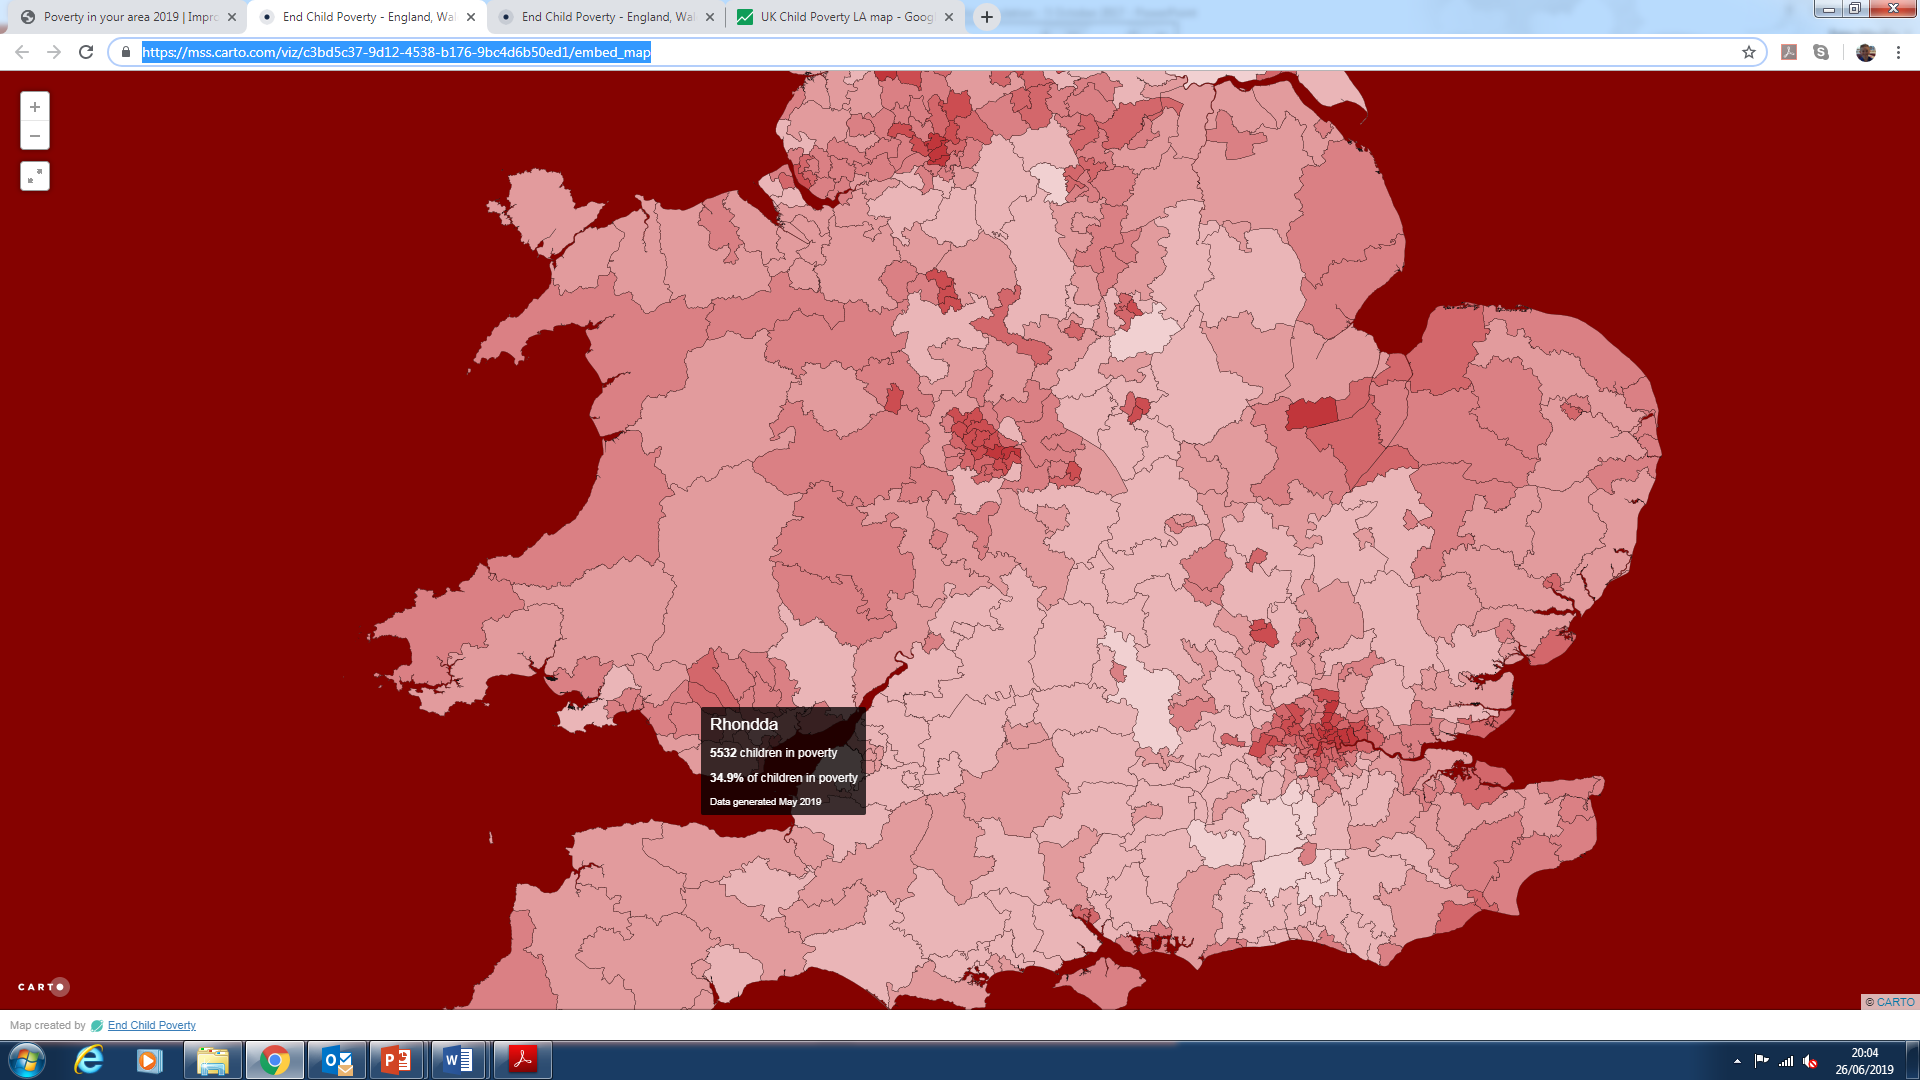 Poverty in your area 2019 | Impro
End Child Poverty - England, Wal
End Child Poverty - England, Wal
UK Child Poverty LA map - Goog
https://mss.carto.com/viz/c3bd5c37-9d12-4538-b176-9bc4d6b50ed1/embed_map
Rhondda
5532 children in poverty
34.9% of children in poverty
Data generated May 2019
CARTO
© CARTO
Map created by End Child Poverty
20:04
26/06/2019